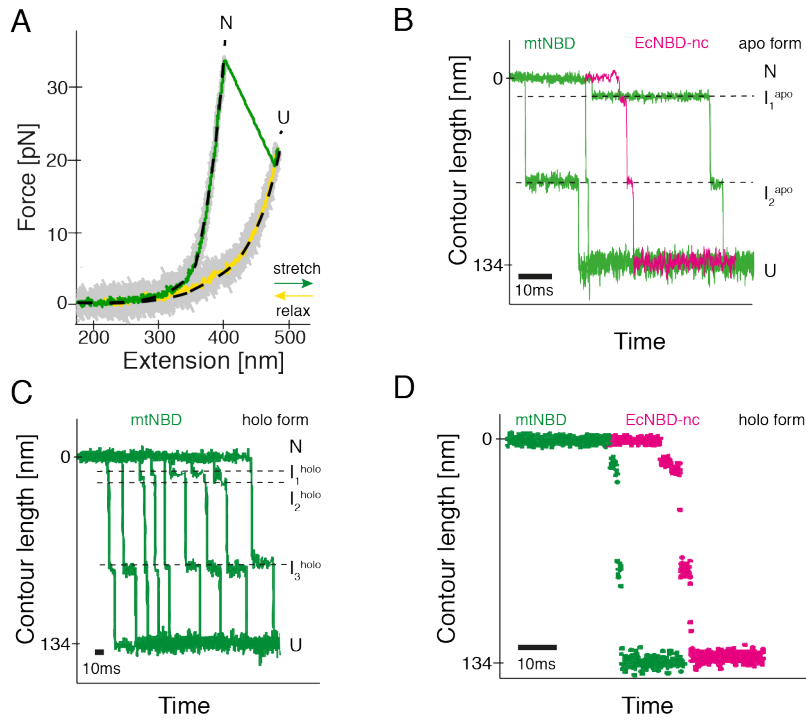 A
Force [pN]
30
20
10
0
N
U
stretch
relax
200
300
400
500
Extension [nm]
B
mtNBD
EcNBD-nc
apo form
Contour length [nm]
0
134
N
I1apo
I2apo
U
10ms
Time
C
mtNBD
holo form
Contour length [nm]
0
134
N
I1holo
I2holo
I3holo
U
10ms
Time
D
mtNBD
EcNBD-nc
holo form
Contour length [nm]
0
134
10ms
Time